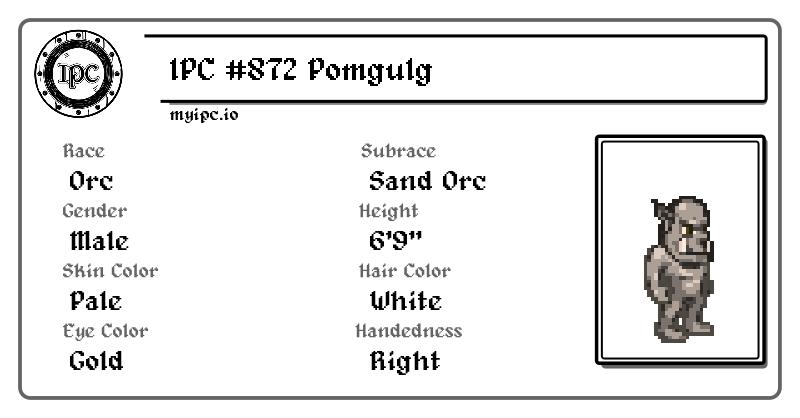 IPC
IPC #872 Pomgulg
myipc.io
Race
Subrace
Orc
Sand Orc
Gender
Height
Male
6'9"
Skin Color
Hair Color
Pale
White
Eye Color
Handedness
Gold
Right